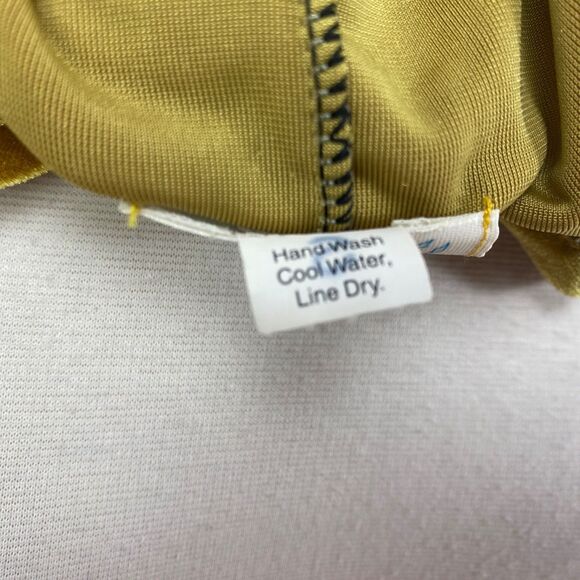 Hand Wash
Cool Water,
Line Dry.